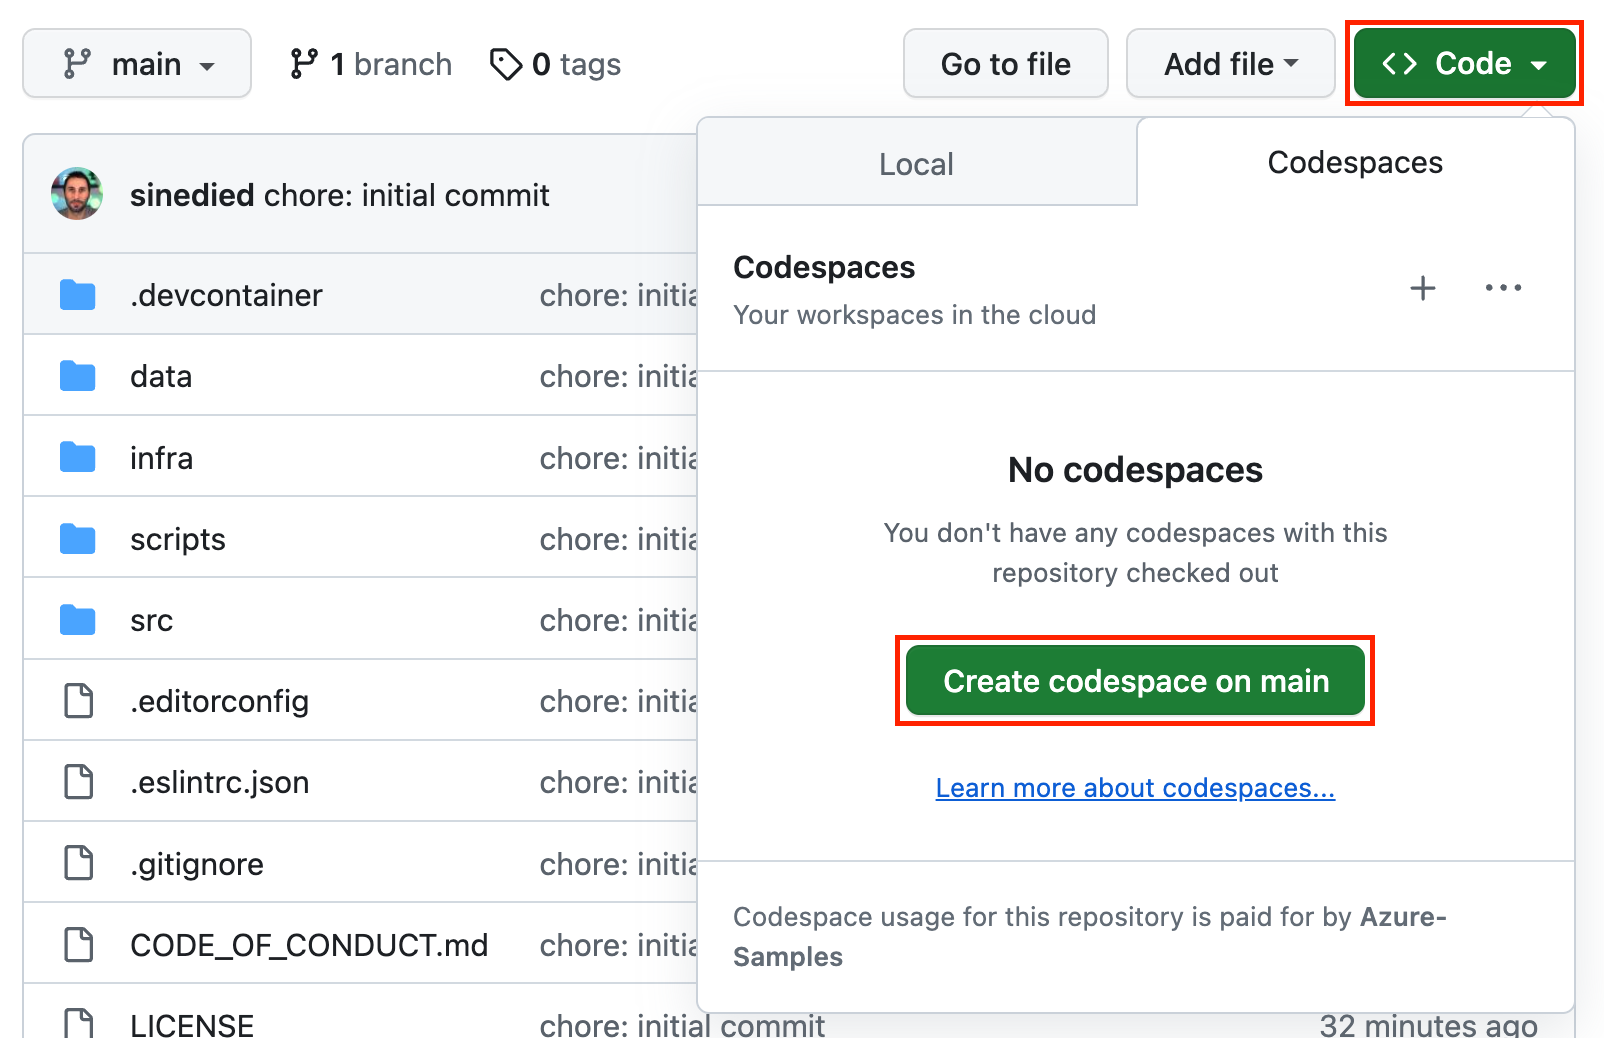 main
1 branch
0 tags
Go to file
Add file
<> Code
Local
Codespaces
sinedied chore: initial commit
Codespaces
Your workspaces in the cloud
No codespaces
You don't have any codespaces with this
repository checked out
Create codespace on main
Learn more about codespaces...
Codespace usage for this repository is paid for by Azure-
Samples
.devcontainer chore: initia
data chore: initia
infra chore: initia
scripts chore: initia
src chore: initia
.editorconfig chore: initia
.eslintrc.json chore: initia
.gitignore chore: initia
CODE_OF_CONDUCT.md chore: initia
LICENSE chore: initial commit 32 minutes ago